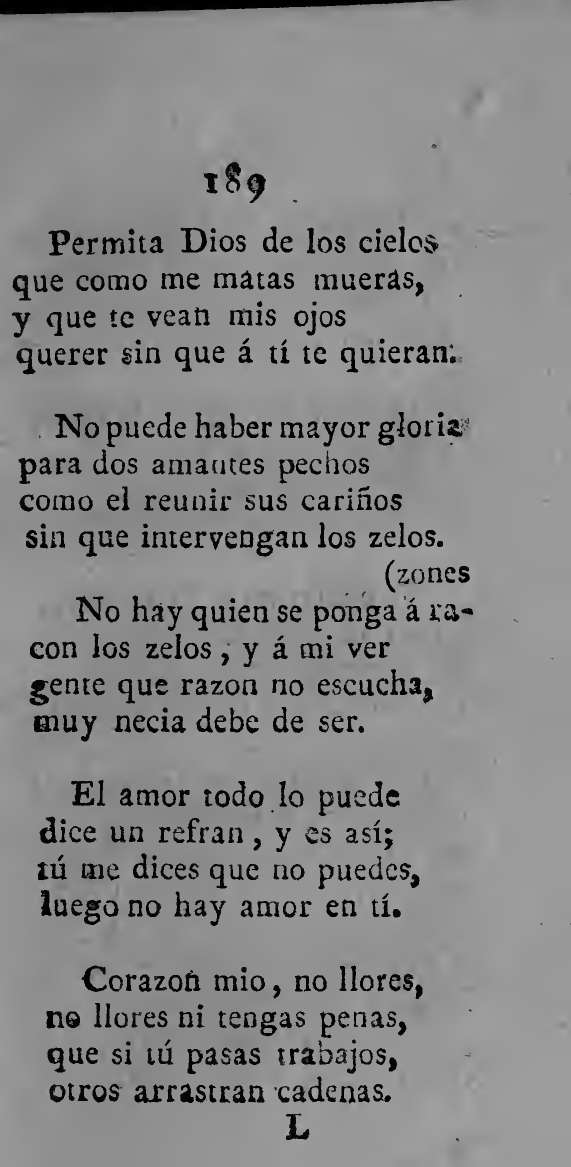 189
Permita Dios de los cielos
que como me matas mueras,
y que te vean mis ojos
querer sin que á tí te quieran.
No puede haber mayor gloria
para dos amantes pechos
como el reunir sus cariños
sin que intervengan los zelos.
(zones
No hay quien se ponga á ra-
con los zelos, y á mi ver
gente que razon no escucha,
muy necia debe de ser.
El amor todo lo puede
dice un refran, y es así;
tú me dices que no puedes,
luego no hay amor en tí.
Corazon mio, no llores,
no llores ni tengas penas,
que si tú pasas trabajos,
otros arrastran cadenas.
L